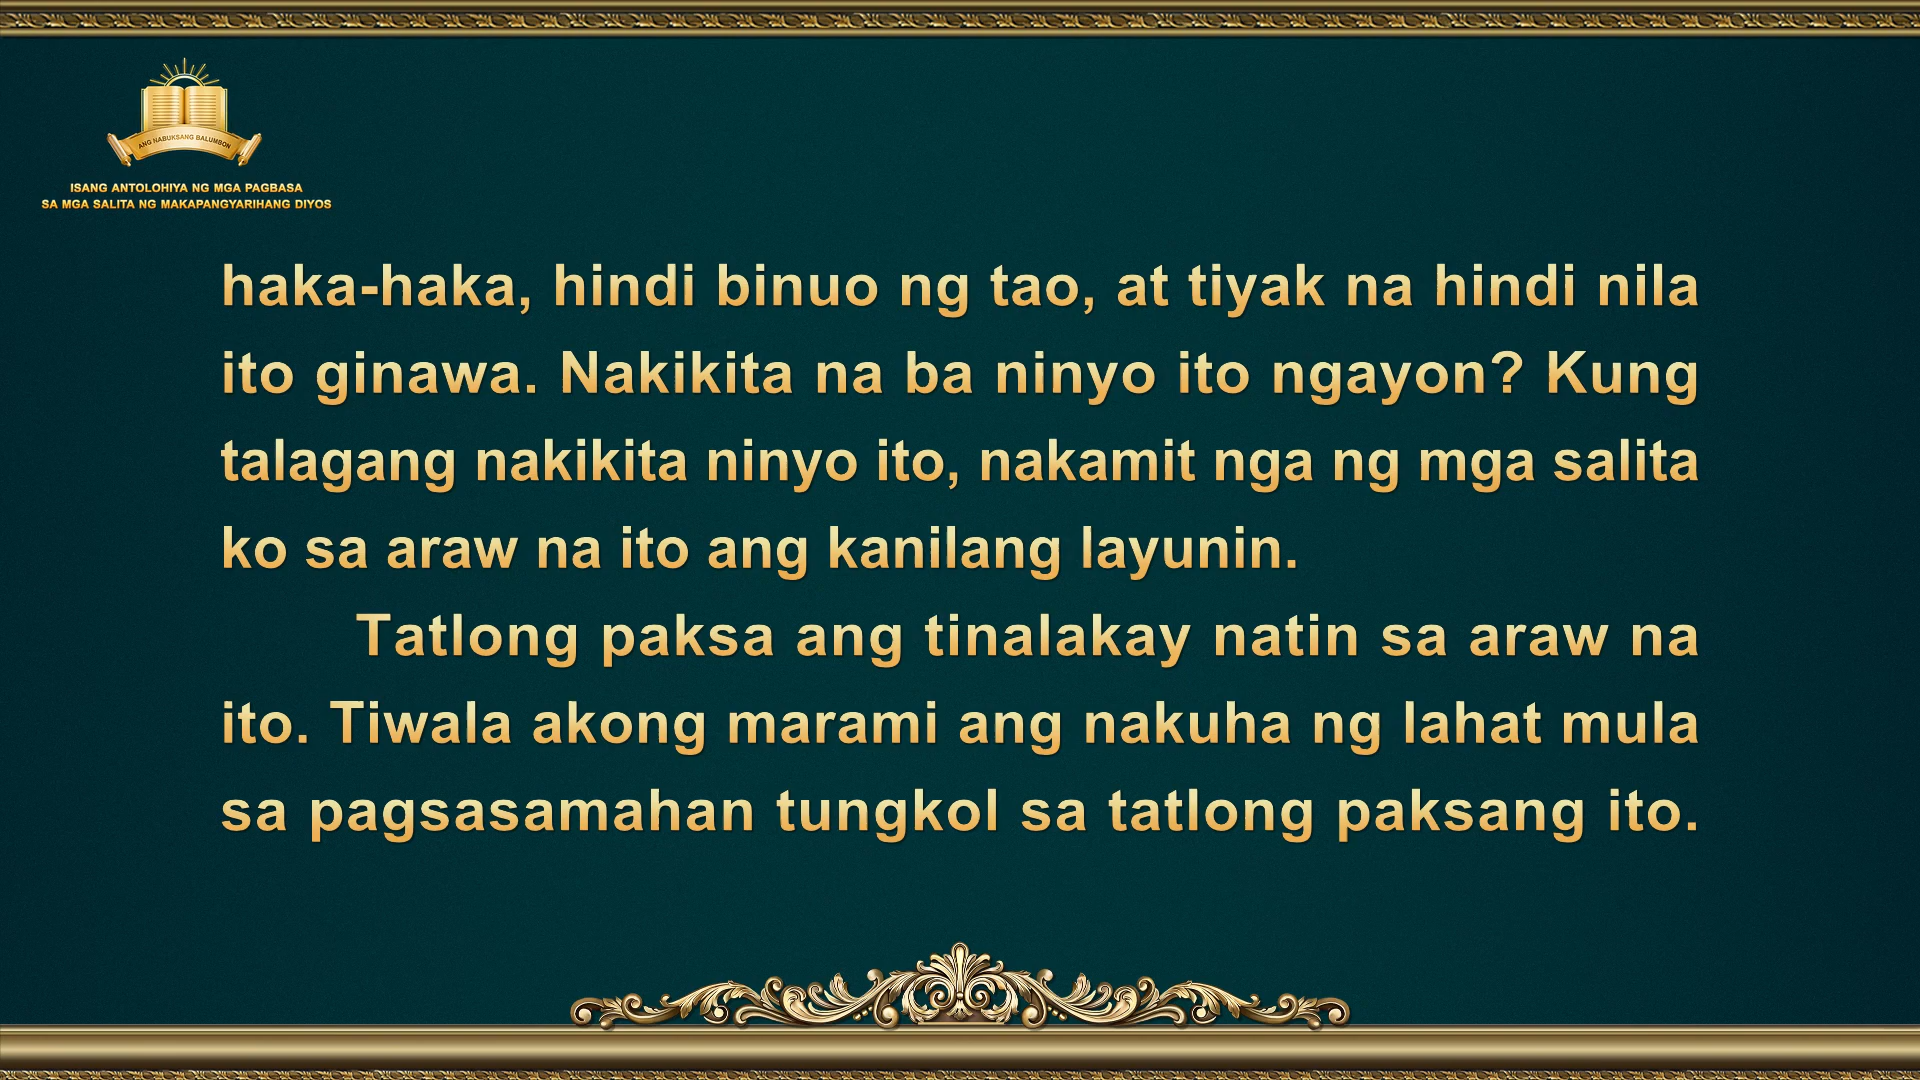 ANG NABUKSANG BALUMBON
ISANG ANTOLOHIYA NG MGA PAGBASA
SA MGA SALITA NG MAKAPANGYARIHANG DIYOS
haka-haka, hindi binuo ng tao, at tiyak na hindi nila
ito ginawa. Nakikita na ba ninyo ito ngayon? Kung
talagang nakikita ninyo ito, nakamit nga ng mga salita
ko sa araw na ito ang kanilang layunin.
Tatlong paksa ang tinalakay natin sa araw na
ito. Tiwala akong marami ang nakuha ng lahat mula
sa pagsasamahan tungkol sa tatlong paksang ito.